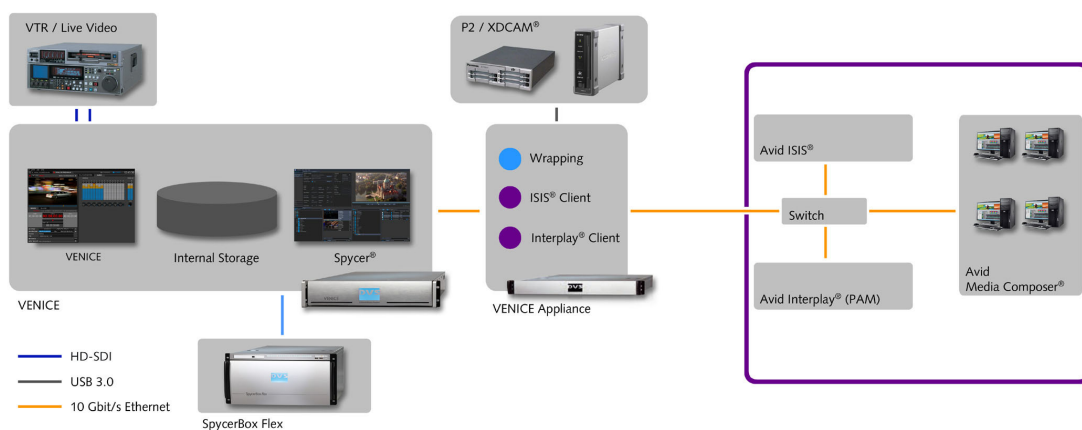 VTR / Live Video
P2 / XDCAM®
Wrapping
ISIS® Client
Interplay® Client
VENICE
Internal Storage
Spycer®
VENICE
VENICE Appliance
DVS
Avid ISIS®
Switch
Avid Interplay® (PAM)
Avid
Media Composer®
HD-SDI
USB 3.0
10 Gbit/s Ethernet
SpycerBox Flex